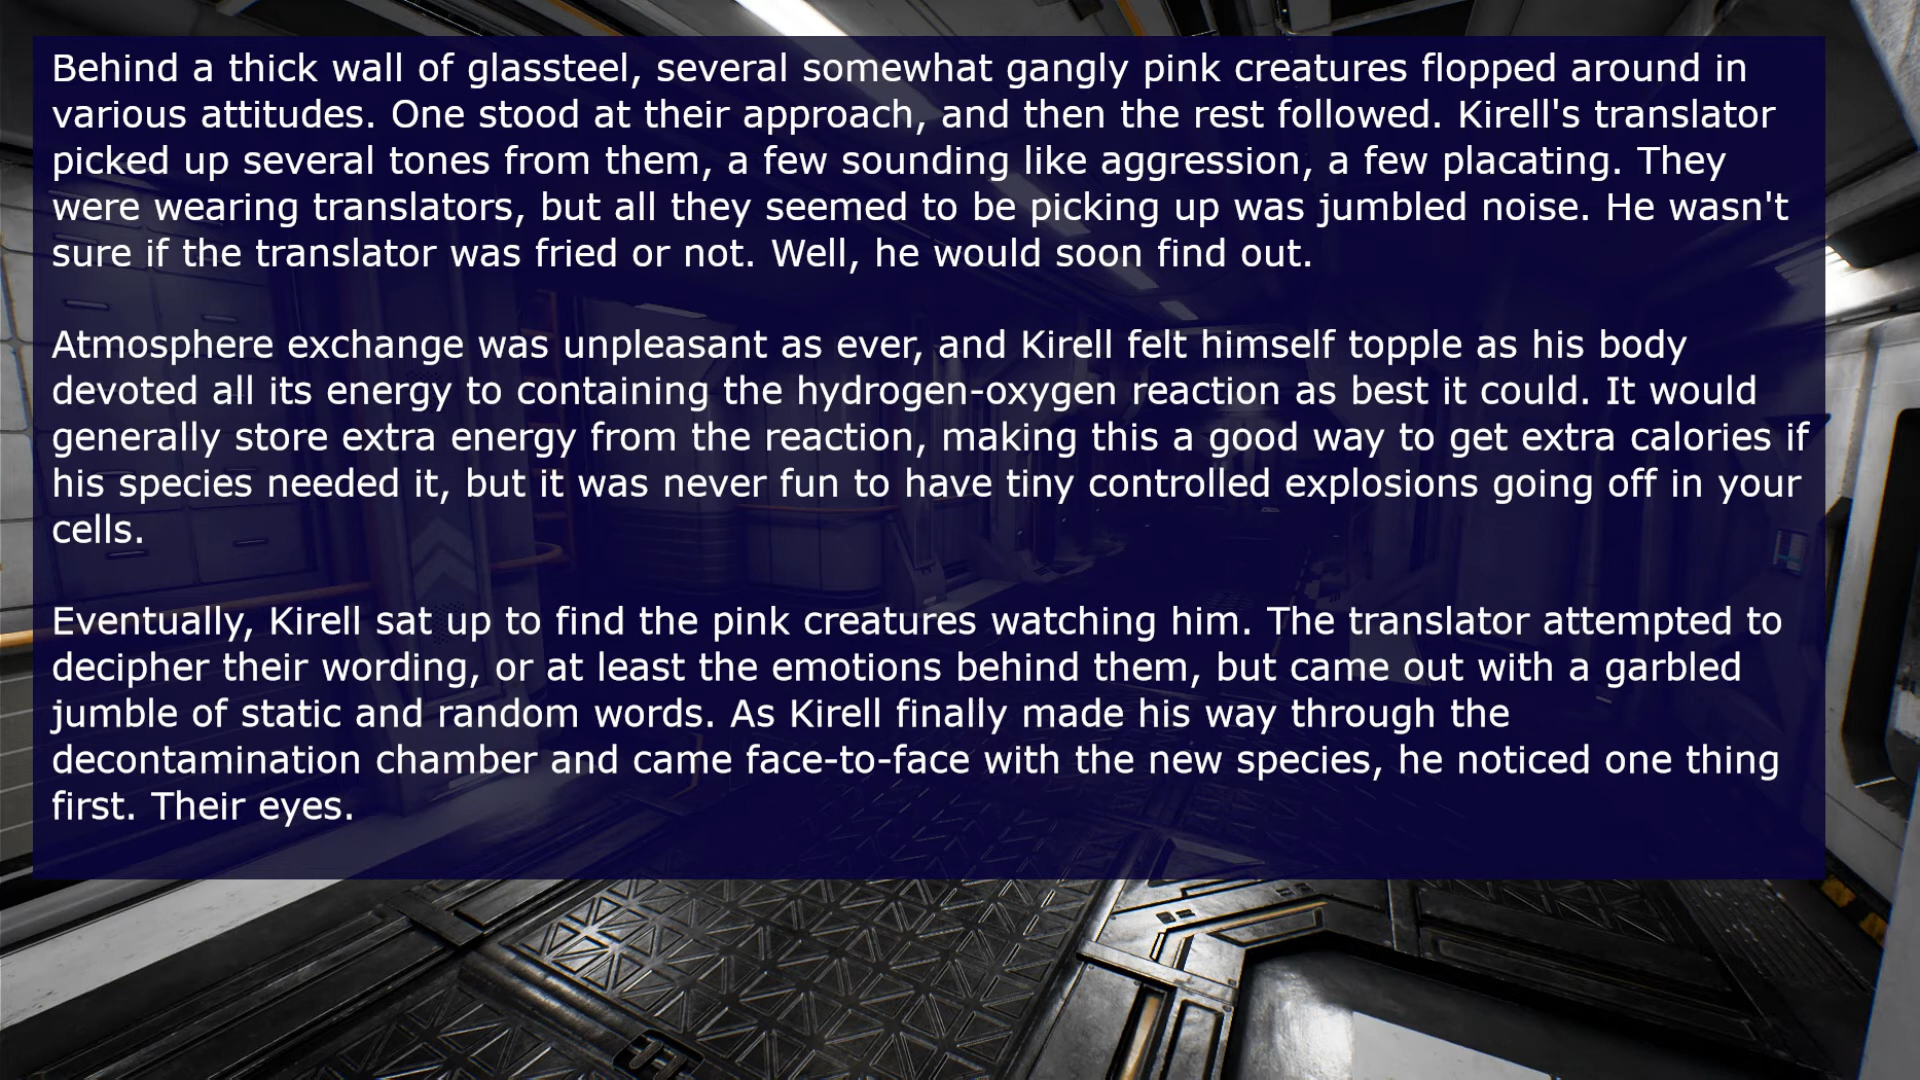 Behind a thick wall of glassteel, several somewhat gangly pink creatures flopped around in
various attitudes. One stood at their approach, and then the rest followed. Kirell's translator
picked up several tones from them, a few sounding like aggression, a few placating. They
were wearing translators, but all they seemed to be picking up was jumbled noise. He wasn't
sure if the translator was fried or not. Well, he would soon find out.
Atmosphere exchange was unpleasant as ever, and Kirell felt himself topple as his body
devoted all its energy to containing the hydrogen-oxygen reaction as best it could. It would
generally store extra energy from the reaction, making this a good way to get extra calories if
his species needed it, but it was never fun to have tiny controlled explosions going off in your
cells.
Eventually, Kirell sat up to find the pink creatures watching him. The translator attempted to
decipher their wording, or at least the emotions behind them, but came out with a garbled
jumble of static and random words. As Kirell finally made his way through the
decontamination chamber and came face-to-face with the new species, he noticed one thing
first. Their eyes.